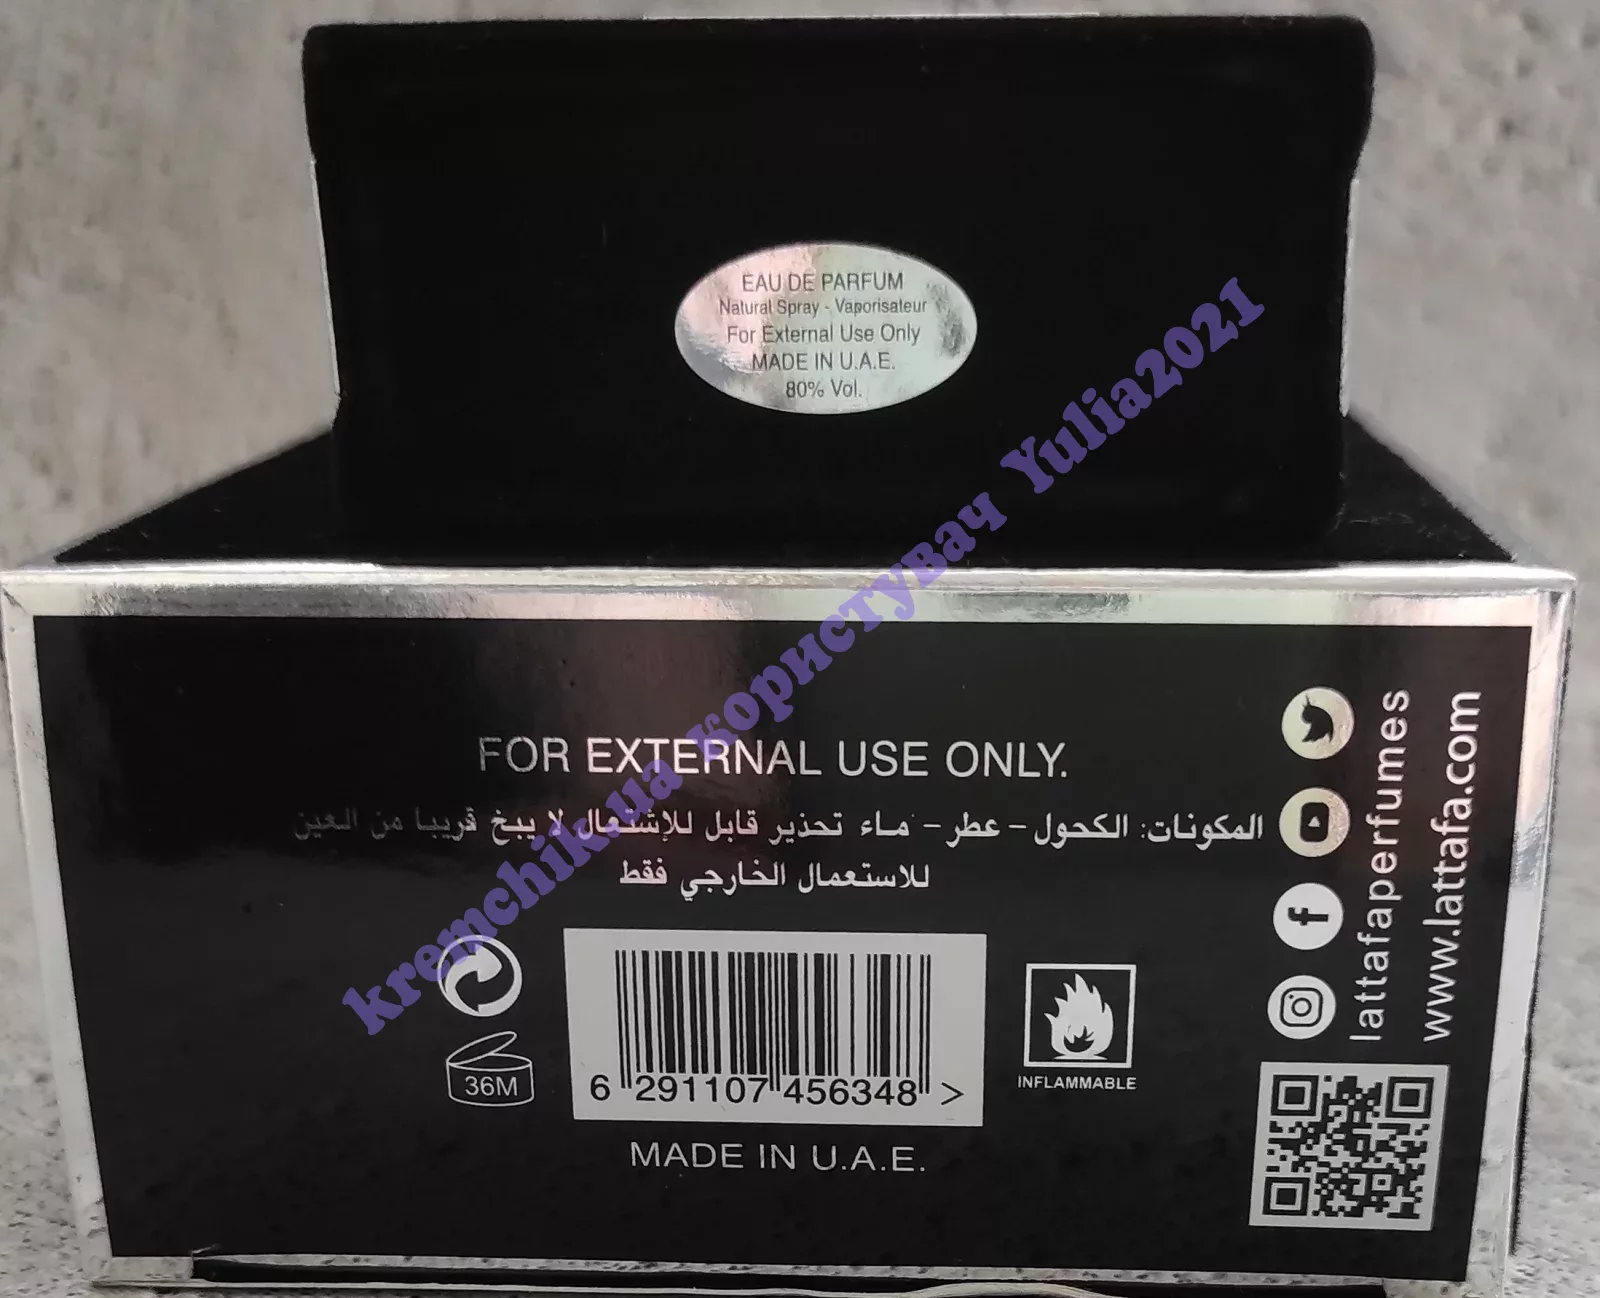 EAU DE PARFUM
Natural Spray - Vaporisateur
For External Use Only
MADE IN U.A.E.
80% Vol.
kremchik.ua користуВач Yulia2021
FOR EXTERNAL USE ONLY.
المكونات: الكحول - عطر - ماء تحذير قابل للإشتعال لا يبخ قريبا من العين
للاستعمال الخارجي فقط
36M
6 291107 456348 >
INFLAMMABLE
MADE IN U.A.E.
lattafaperfumes
www.lattafa.com